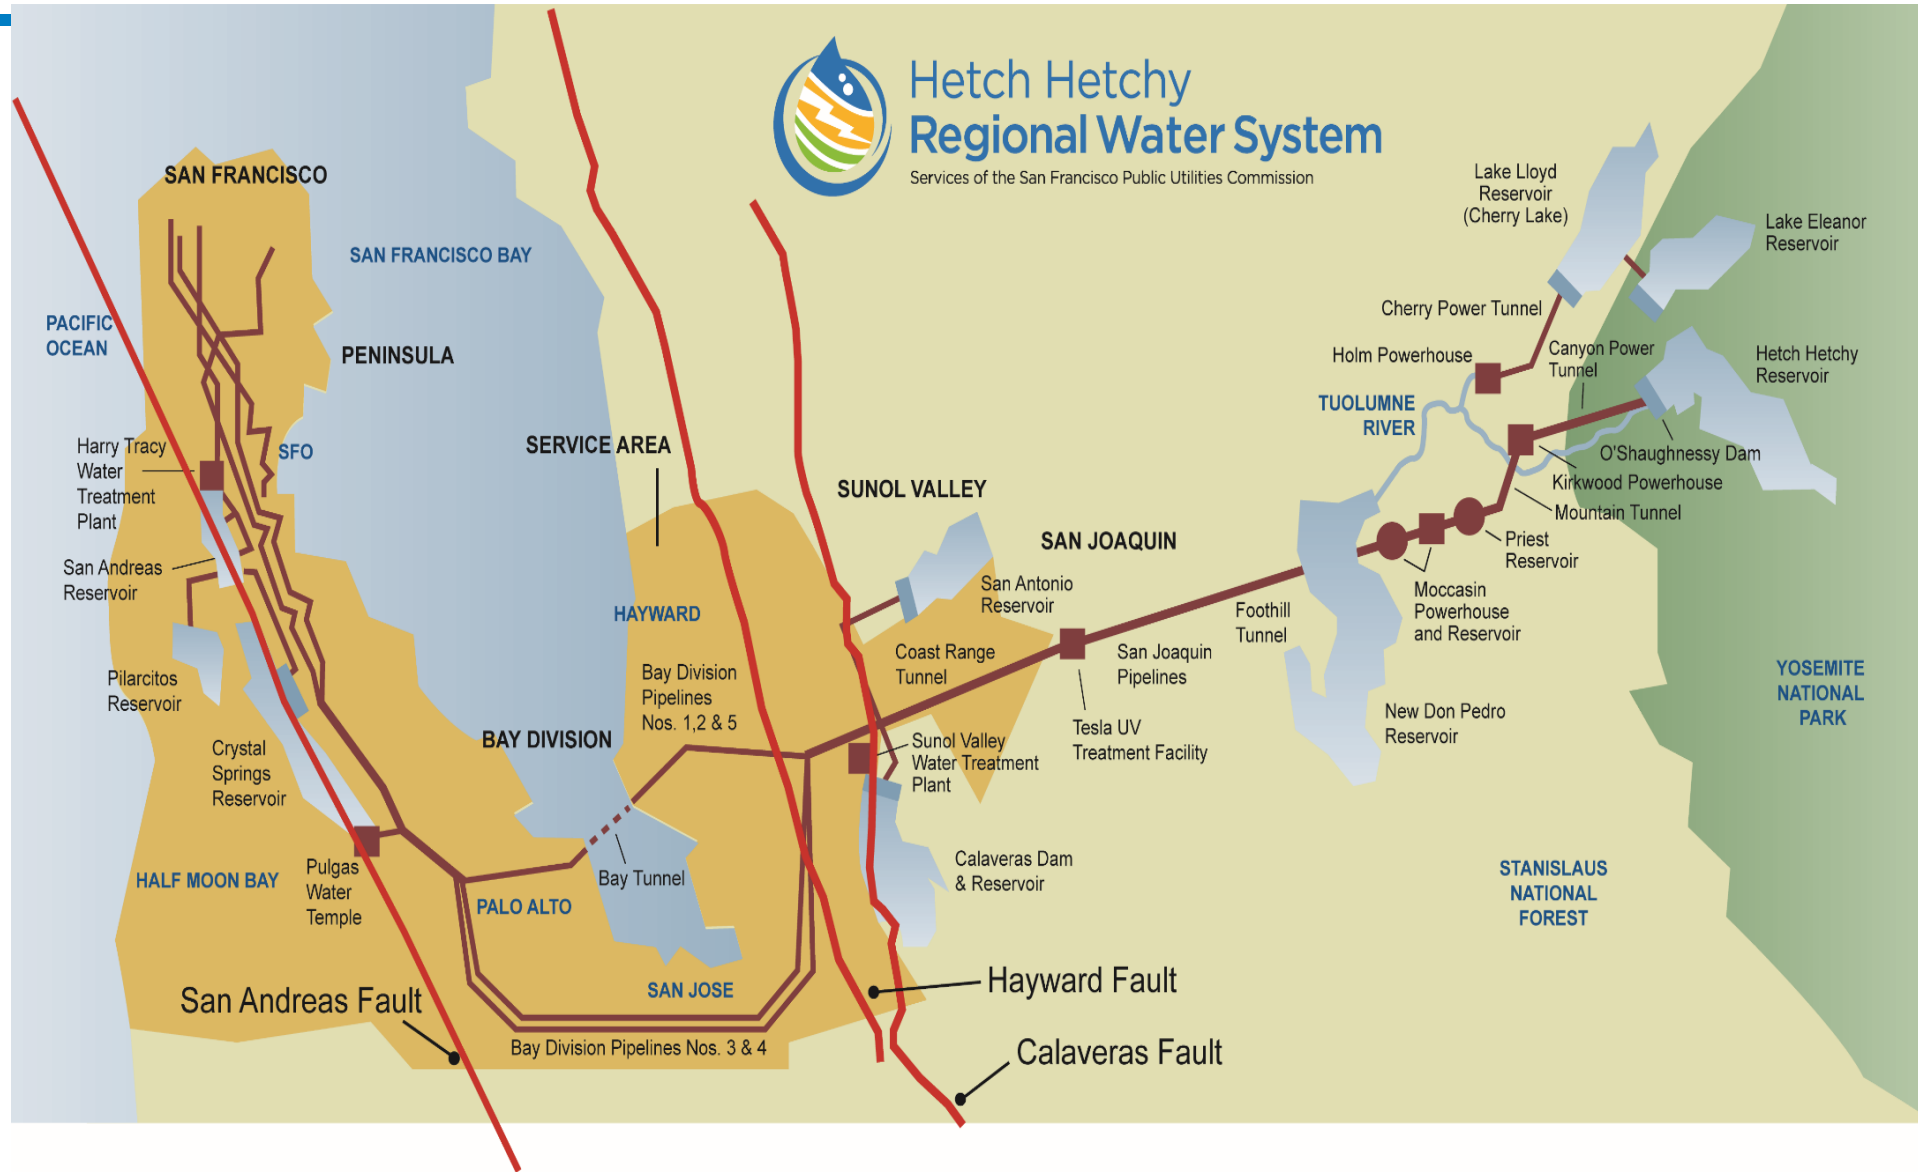 Hetch Hetchy
Regional Water System
Services of the San Francisco Public Utilities Commission
SAN FRANCISCO
SAN FRANCISCO BAY
PACIFIC
OCEAN
PENINSULA
Harry Tracy
Water
Treatment
Plant
SFO
San Andreas
Reservoir
Pilarcitos
Reservoir
Crystal
Springs
Reservoir
HALF MOON BAY
Pulgas
Water
Temple
San Andreas Fault
SERVICE AREA
HAYWARD
Bay Division
Pipelines
Nos. 1,2 & 5
BAY DIVISION
Bay Tunnel
PALO ALTO
SAN JOSE
Bay Division Pipelines Nos. 3 & 4
SUNOL VALLEY
San Antonio
Reservoir
Coast Range
Tunnel
Sunol Valley
Water Treatment
Plant
Calaveras Dam
& Reservoir
Hayward Fault
Calaveras Fault
SAN JOAQUIN
San Joaquin
Pipelines
Tesla UV
Treatment Facility
Foothill
Tunnel
New Don Pedro
Reservoir
Moccasin
Powerhouse
and Reservoir
Priest
Reservoir
Mountain Tunnel
Kirkwood Powerhouse
O'Shaughnessy Dam
TUOLUMNE
RIVER
Holm Powerhouse
Canyon Power
Tunnel
Cherry Power Tunnel
Lake Lloyd
Reservoir
(Cherry Lake)
Lake Eleanor
Reservoir
Hetch Hetchy
Reservoir
YOSEMITE
NATIONAL
PARK
STANISLAUS
NATIONAL
FOREST